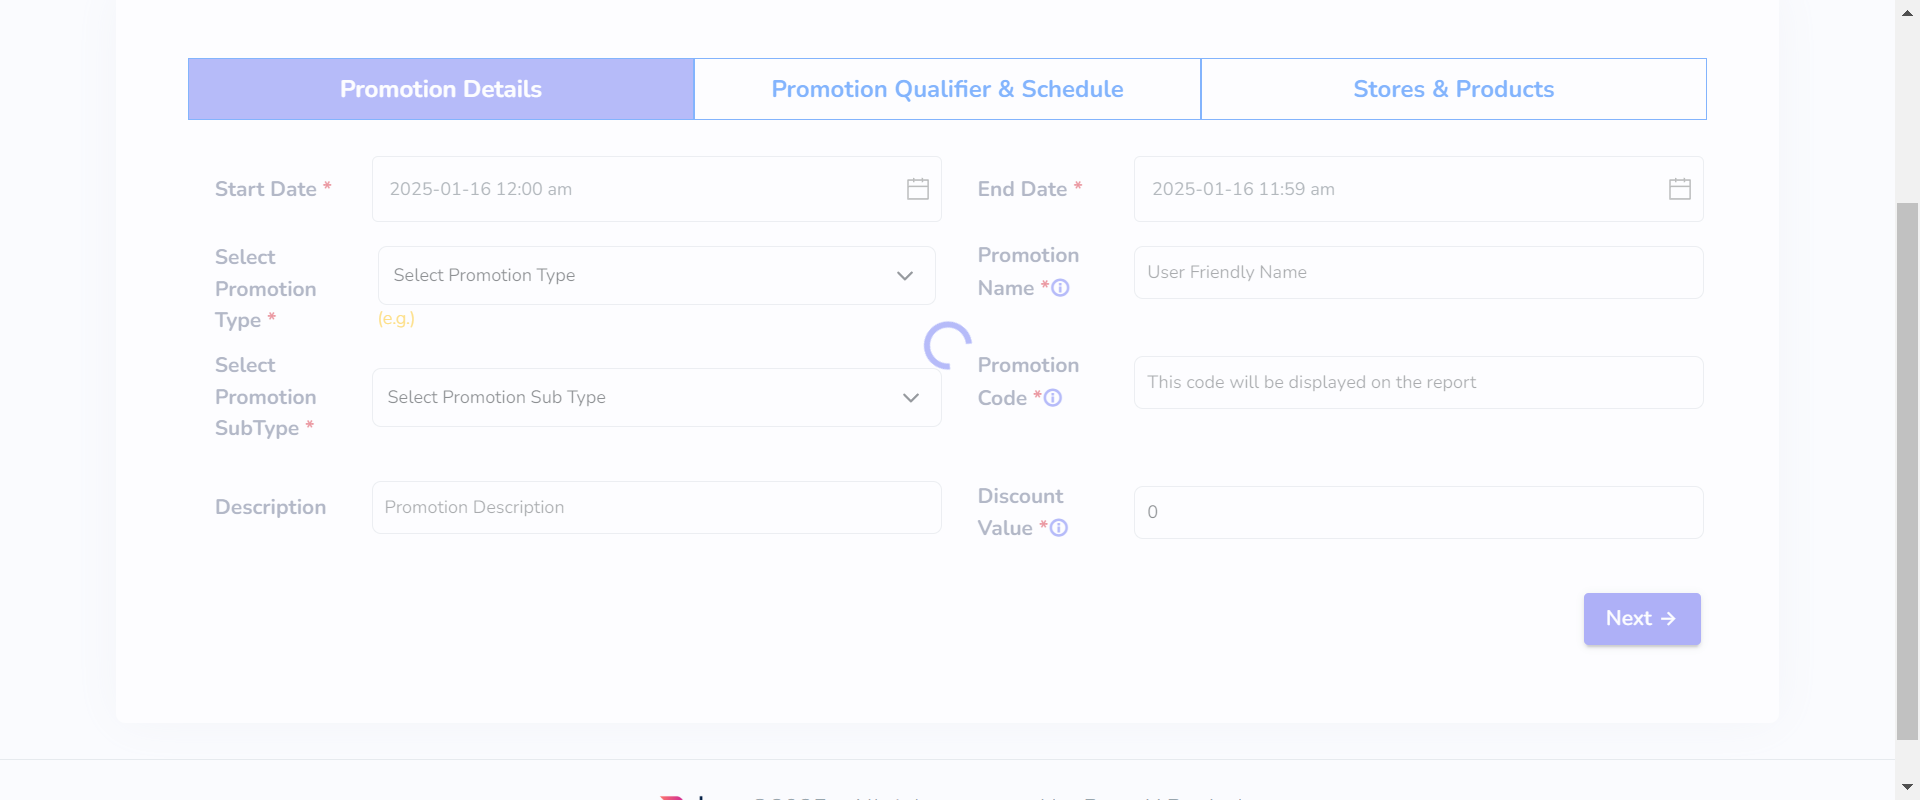 Promotion Details
Promotion Qualifier & Schedule
Stores & Products
Start Date *
2025-01-16 12:00 am
End Date *
2025-01-16 11:59 am
Select
Promotion
Type *
Select Promotion Type
(e.g.)
Promotion
Name *
User Friendly Name
Select
Promotion
SubType *
Select Promotion Sub Type
Promotion
Code *
This code will be displayed on the report
Description
Promotion Description
Discount
Value *
0
Next →